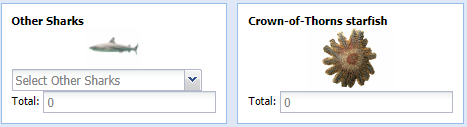 Other Sharks
Select Other Sharks
Total: 0
Crown-of-Thorns starfish
Total: 0